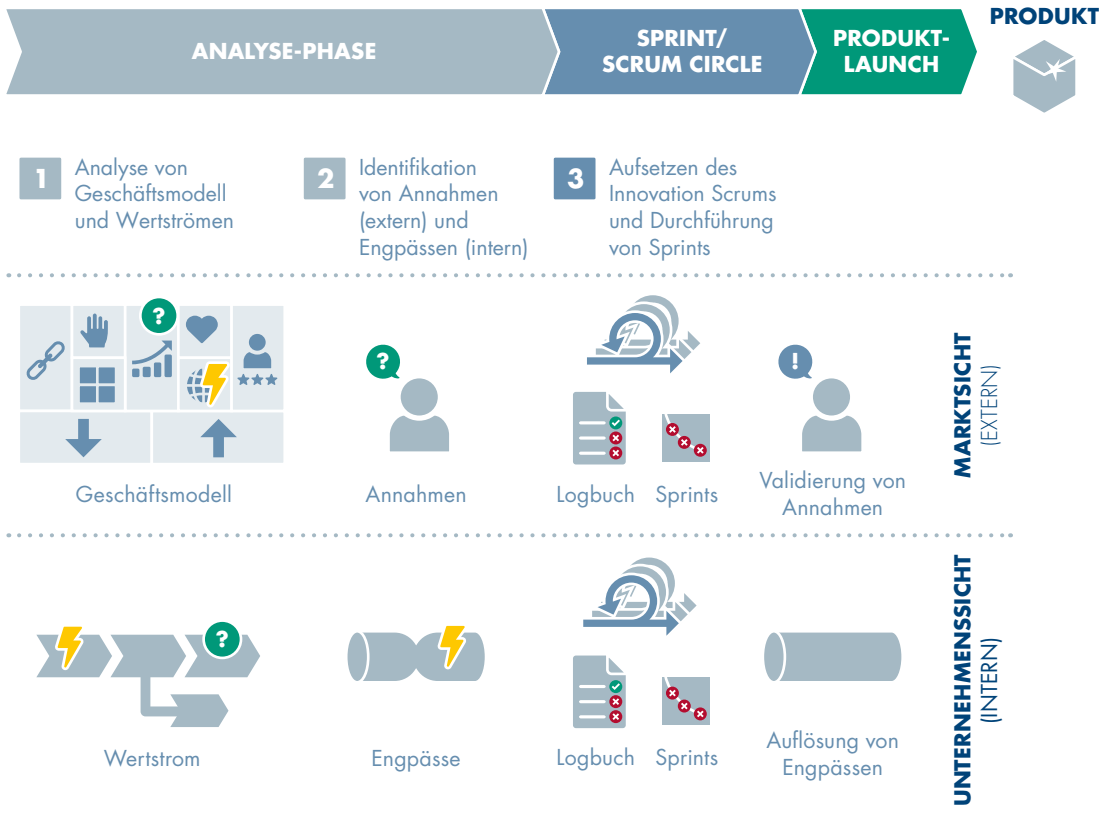 PRODUKT
ANALYSE-PHASE
SPRINT/
SCRUM CIRCLE
PRODUKT-
LAUNCH
1
Analyse von
Geschäftsmodell
und Wertströmen
2
Identifikation
von Annahmen
(extern) und
Engpässen (intern)
3
Aufsetzen des
Innovation Scrums
und Durchführung
von Sprints
?
?
!
Geschäftsmodell
Annahmen
Logbuch
Sprints
Validierung von
Annahmen
MARKTSICHT
(EXTERN)
?
Wertstrom
Engpässe
Logbuch
Sprints
Auflösung von
Engpässen
UNTERNEHMENSSICHT
(INTERN)